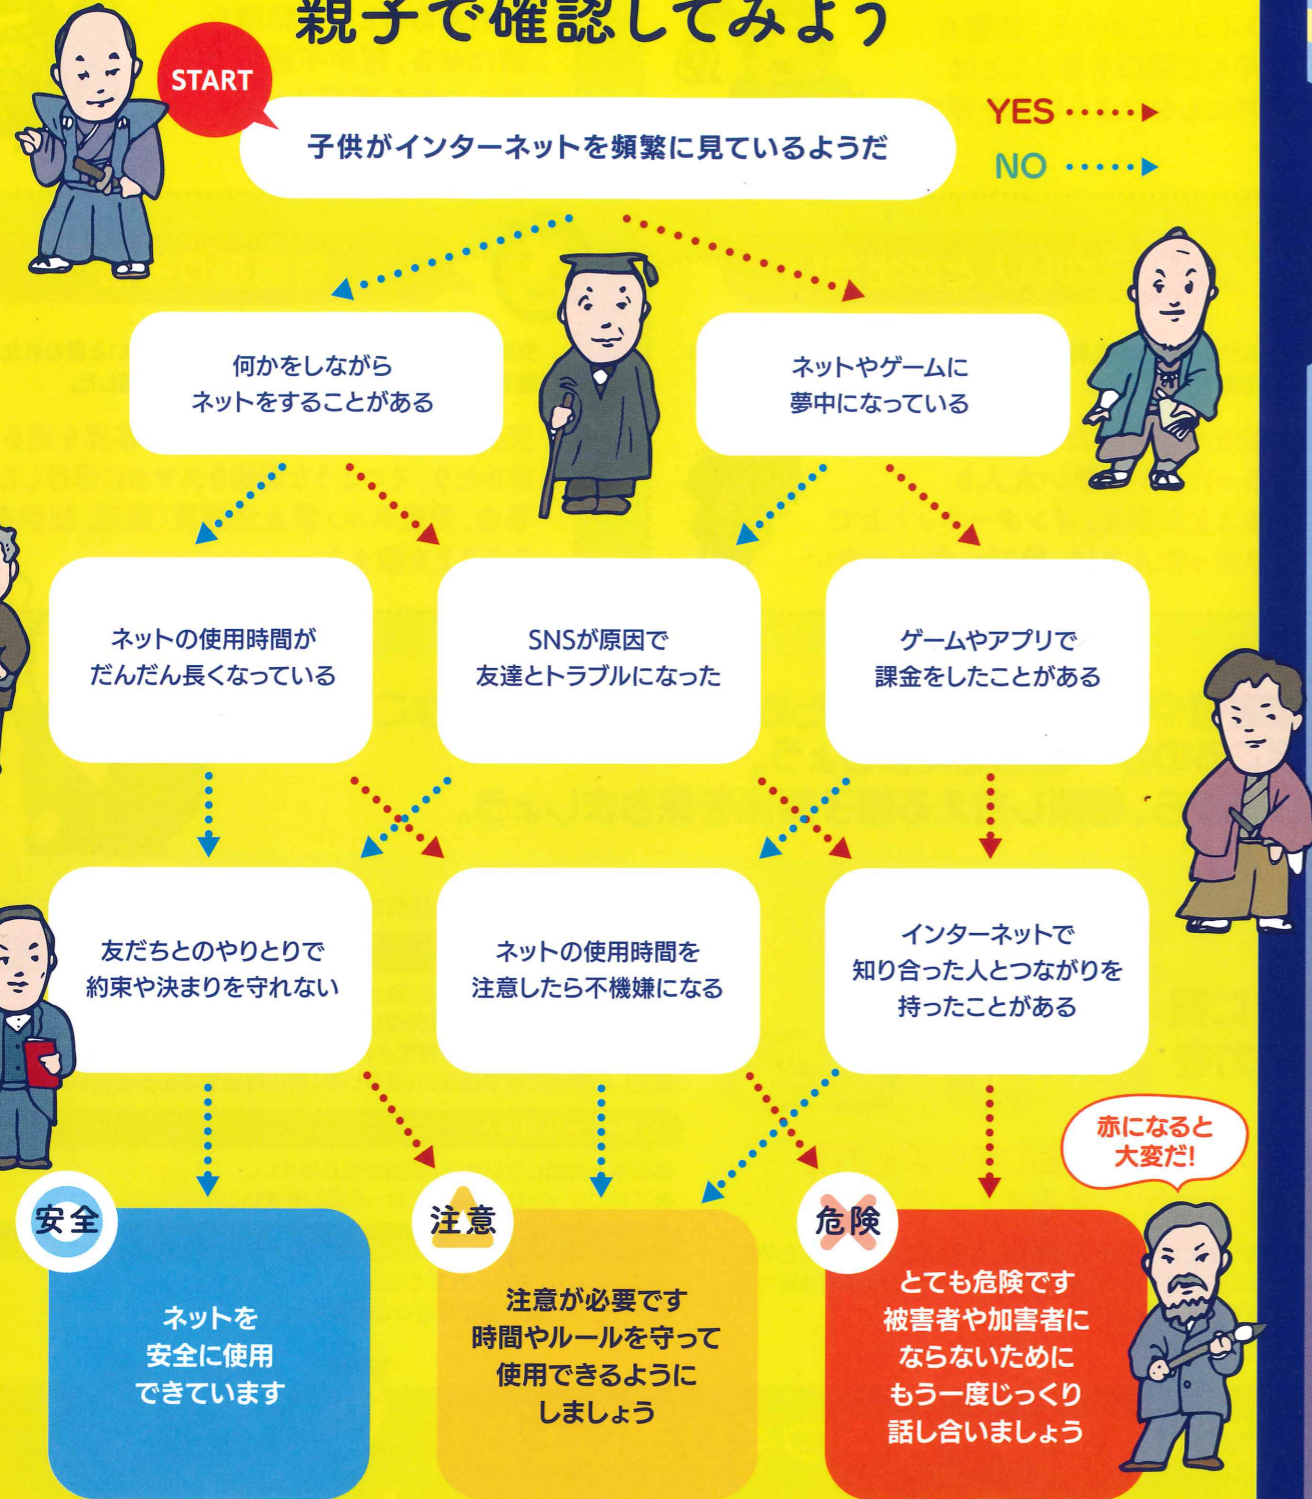 親子で確認してみよう
START
子供がインターネットを頻繁に見ているようだ
YES
NO
何かをしながら
ネットをすることがある
ネットやゲームに
夢中になっている
ネットの使用時間が
だんだん長くなっている
SNSが原因で
友達とトラブルになった
ゲームやアプリで
課金をしたことがある
友だちとのやりとりで
約束や決まりを守れない
ネットの使用時間を
注意したら不機嫌になる
インターネットで
知り合った人とつながりを
持ったことがある
赤になると
大変だ!
安全
ネットを
安全に使用
できています
注意
注意が必要です
時間やルールを守って
使用できるように
しましょう
危険
とても危険です
被害者や加害者に
ならないために
もう一度じっくり
話し合いましょう